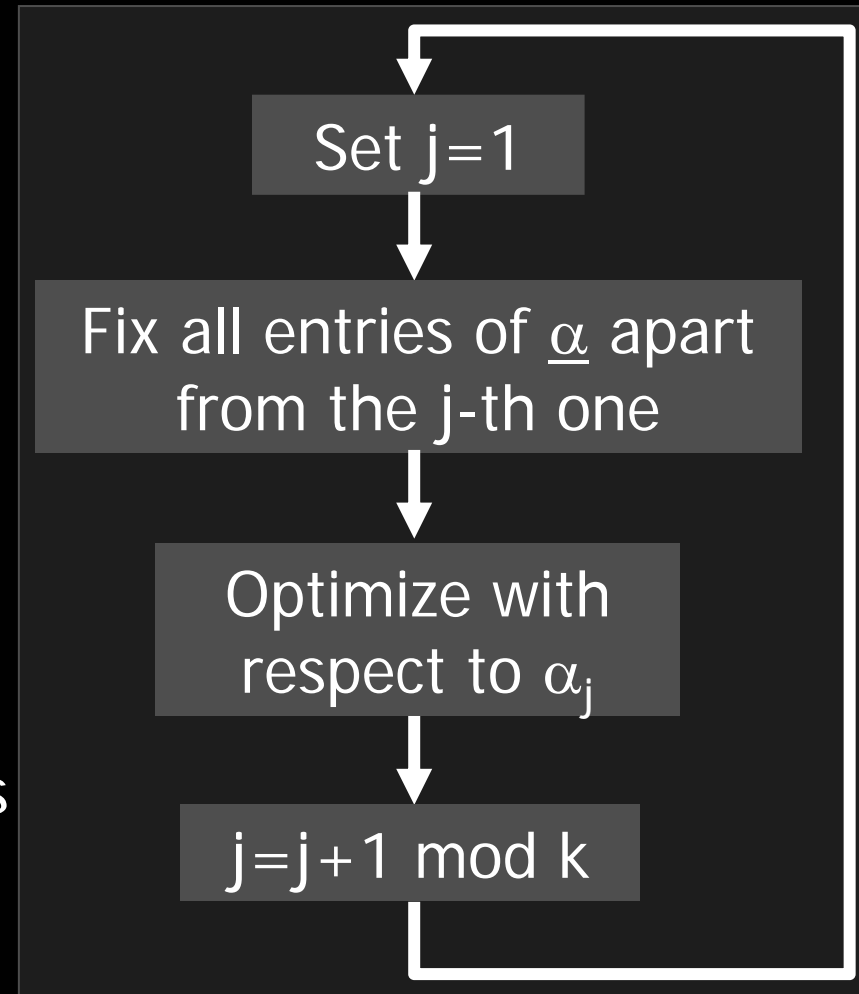 Set j=1
Fix all entries of α apart
from the j-th one
Optimize with
respect to αj
s
j=j+1 mod k